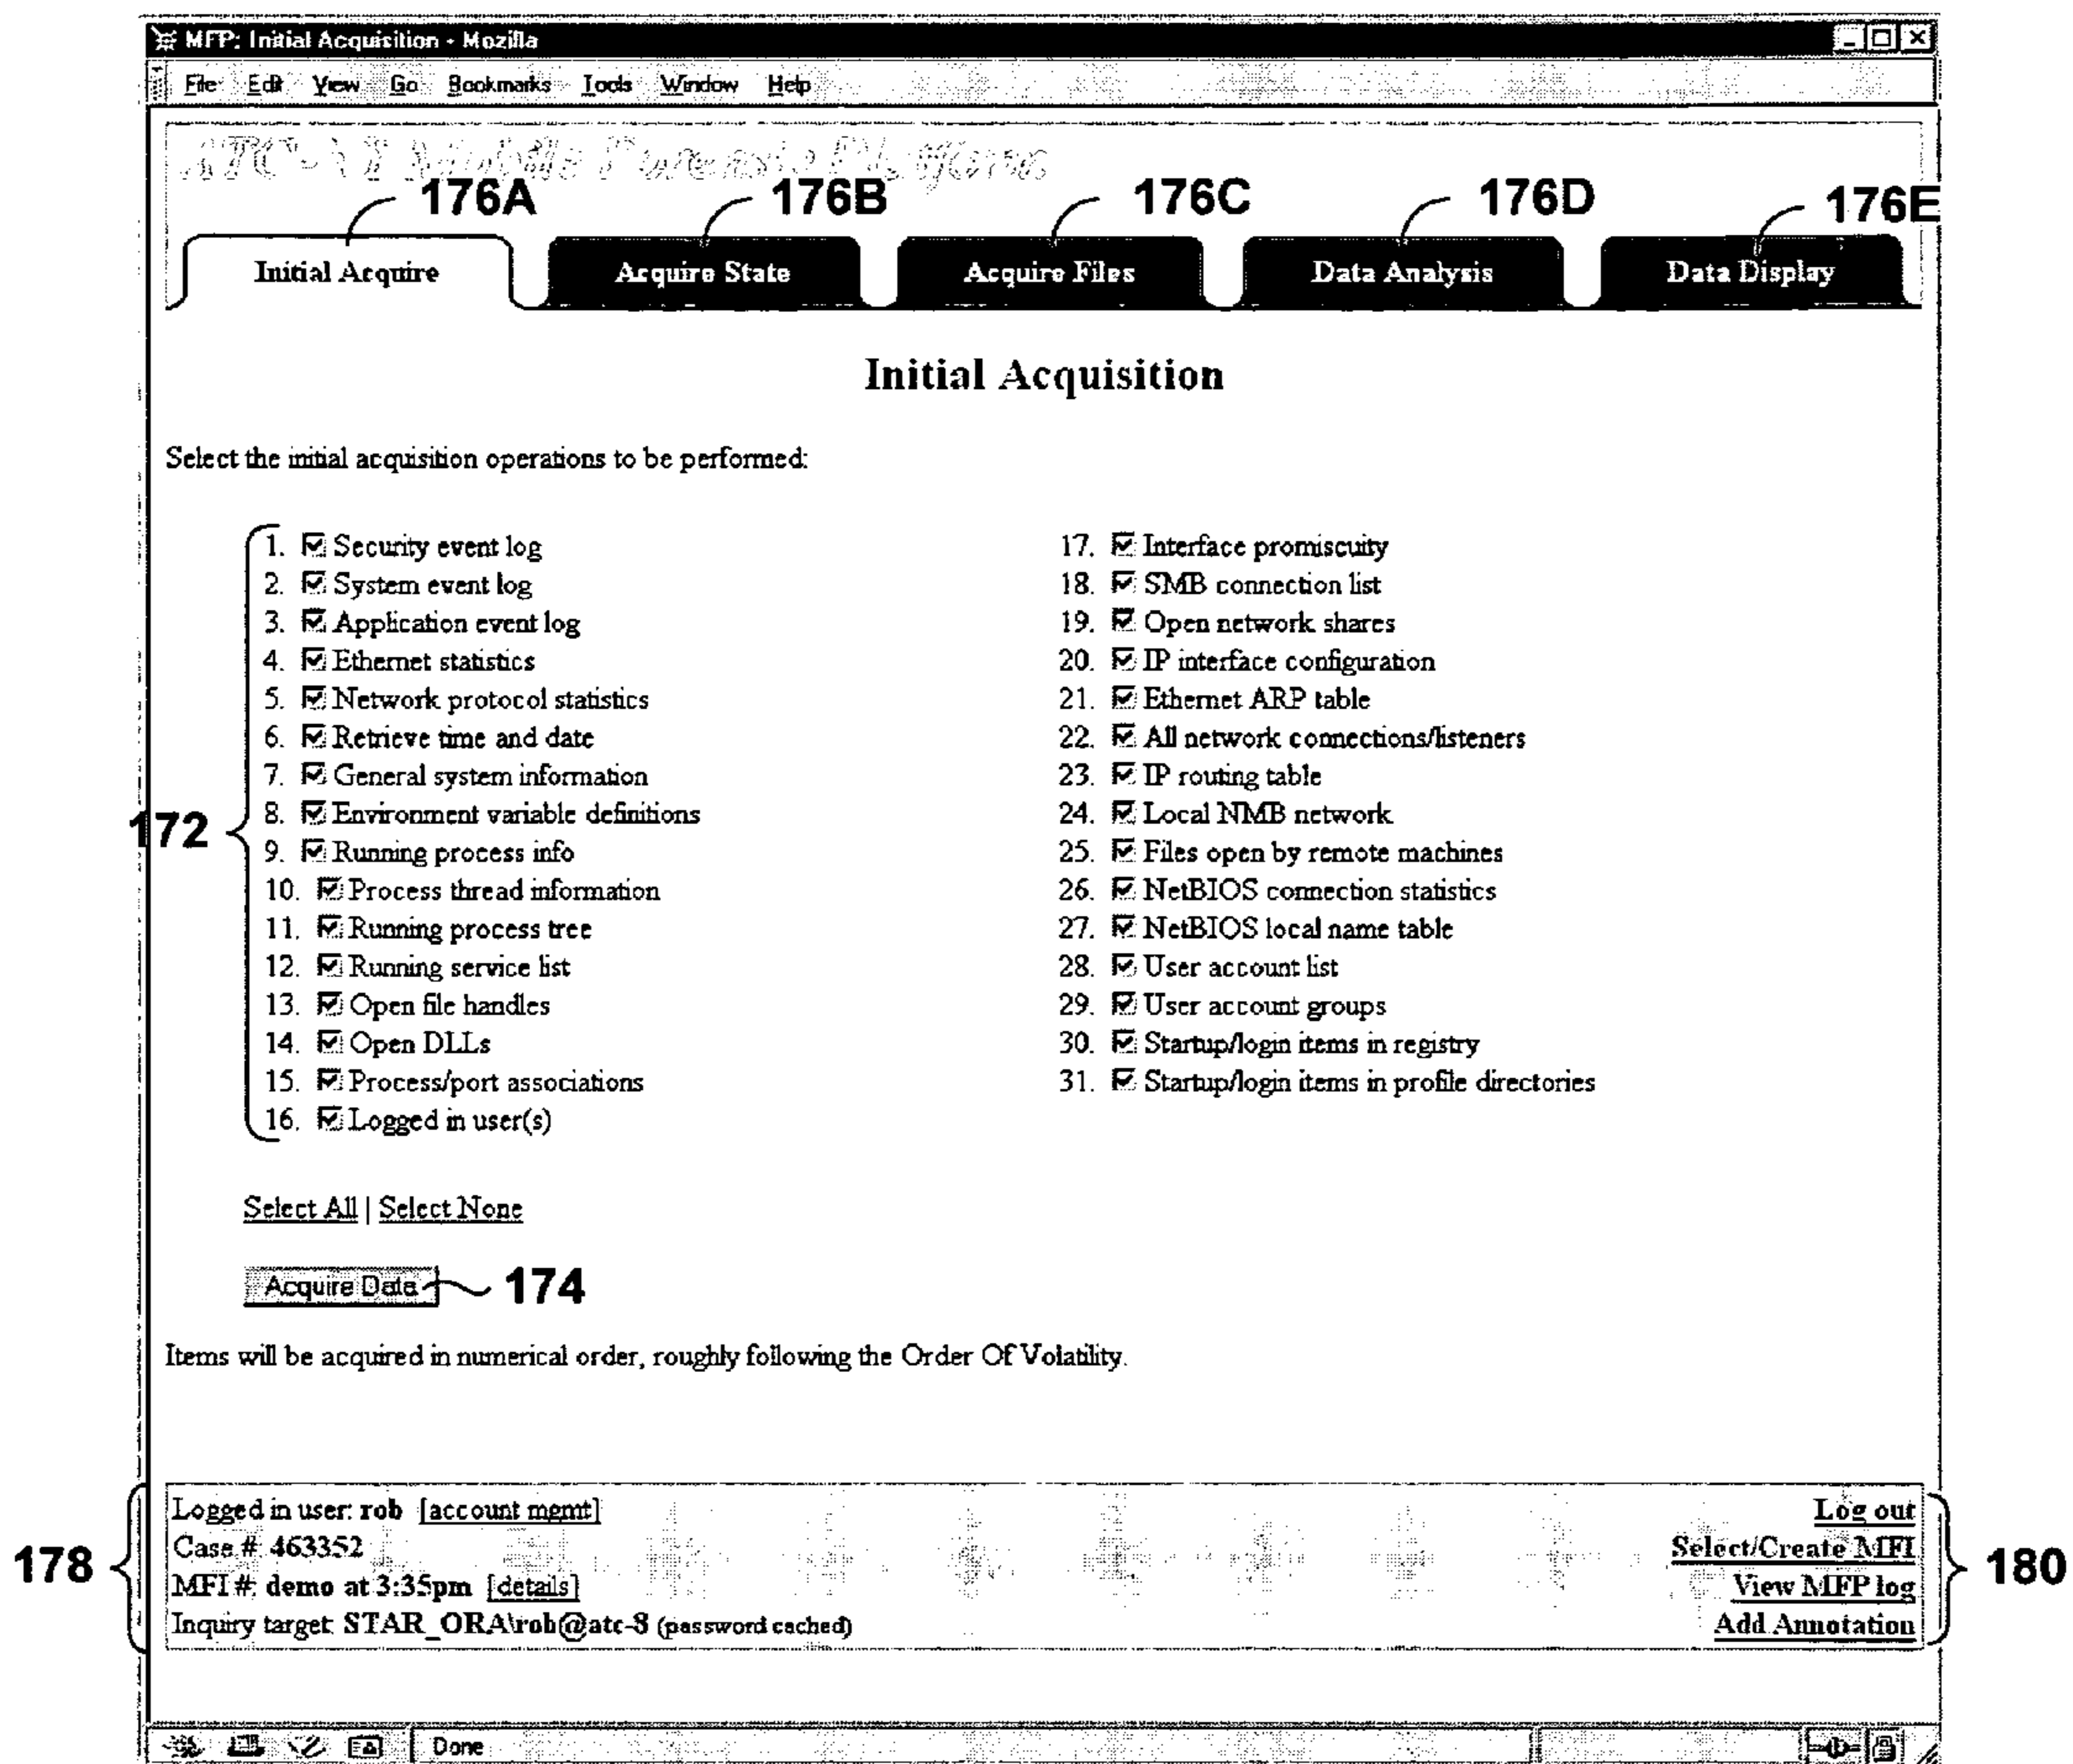 MFP: Initial Acquisition - Mozilla
File Edit View Go Bookmarks Tools Window Help
ATC-NY Mobile Forensic Platform
176A 176B 176C 176D 176E
Initial Acquire Acquire State Acquire Files Data Analysis Data Display
Initial Acquisition
Select the initial acquisition operations to be performed:
172
1. Security event log
2. System event log
3. Application event log
4. Ethernet statistics
5. Network protocol statistics
6. Retrieve time and date
7. General system information
8. Environment variable definitions
9. Running process info
10. Process thread information
11. Running process tree
12. Running service list
13. Open file handles
14. Open DLLs
15. Process/port associations
16. Logged in user(s)
17. Interface promiscuity
18. SMB connection list
19. Open network shares
20. IP interface configuration
21. Ethernet ARP table
22. All network connections/listeners
23. IP routing table
24. Local NMB network
25. Files open by remote machines
26. NetBIOS connection statistics
27. NetBIOS local name table
28. User account list
29. User account groups
30. Startup/login items in registry
31. Startup/login items in profile directories
Select All | Select None
Acquire Data 174
Items will be acquired in numerical order, roughly following the Order Of Volatility.
178
Logged in user: rob [account mgmt]
Case #: 463352
MFI #: demo at 3:35pm [details]
Inquiry target: STAR_ORA\rob@atc-8 (password cached)
Log out
Select/Create MFI
View MFP log
Add Annotation
180
Done